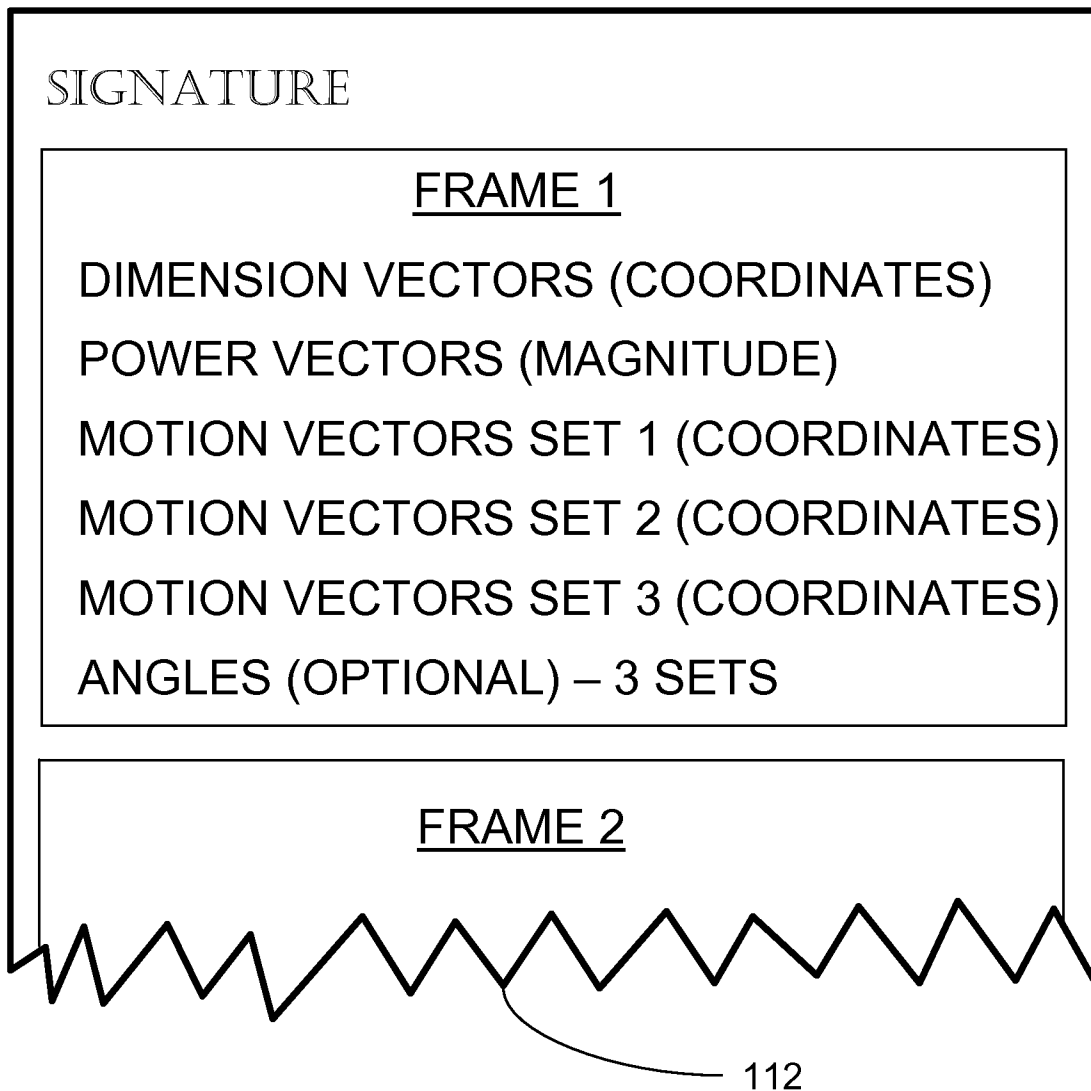 SIGNATURE
FRAME 1
DIMENSION VECTORS (COORDINATES)
POWER VECTORS (MAGNITUDE)
MOTION VECTORS SET 1 (COORDINATES)
MOTION VECTORS SET 2 (COORDINATES)
MOTION VECTORS SET 3 (COORDINATES)
ANGLES (OPTIONAL) – 3 SETS
FRAME 2
112